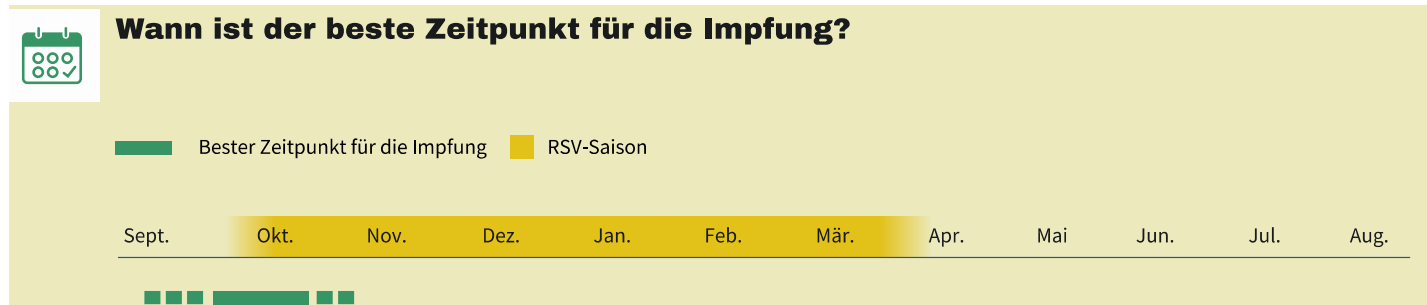 Wann ist der beste Zeitpunkt für die Impfung?
Bester Zeitpunkt für die Impfung RSV-Saison
Sept. Okt. Nov. Dez. Jan. Feb. Mär. Apr. Mai Jun. Jul. Aug.